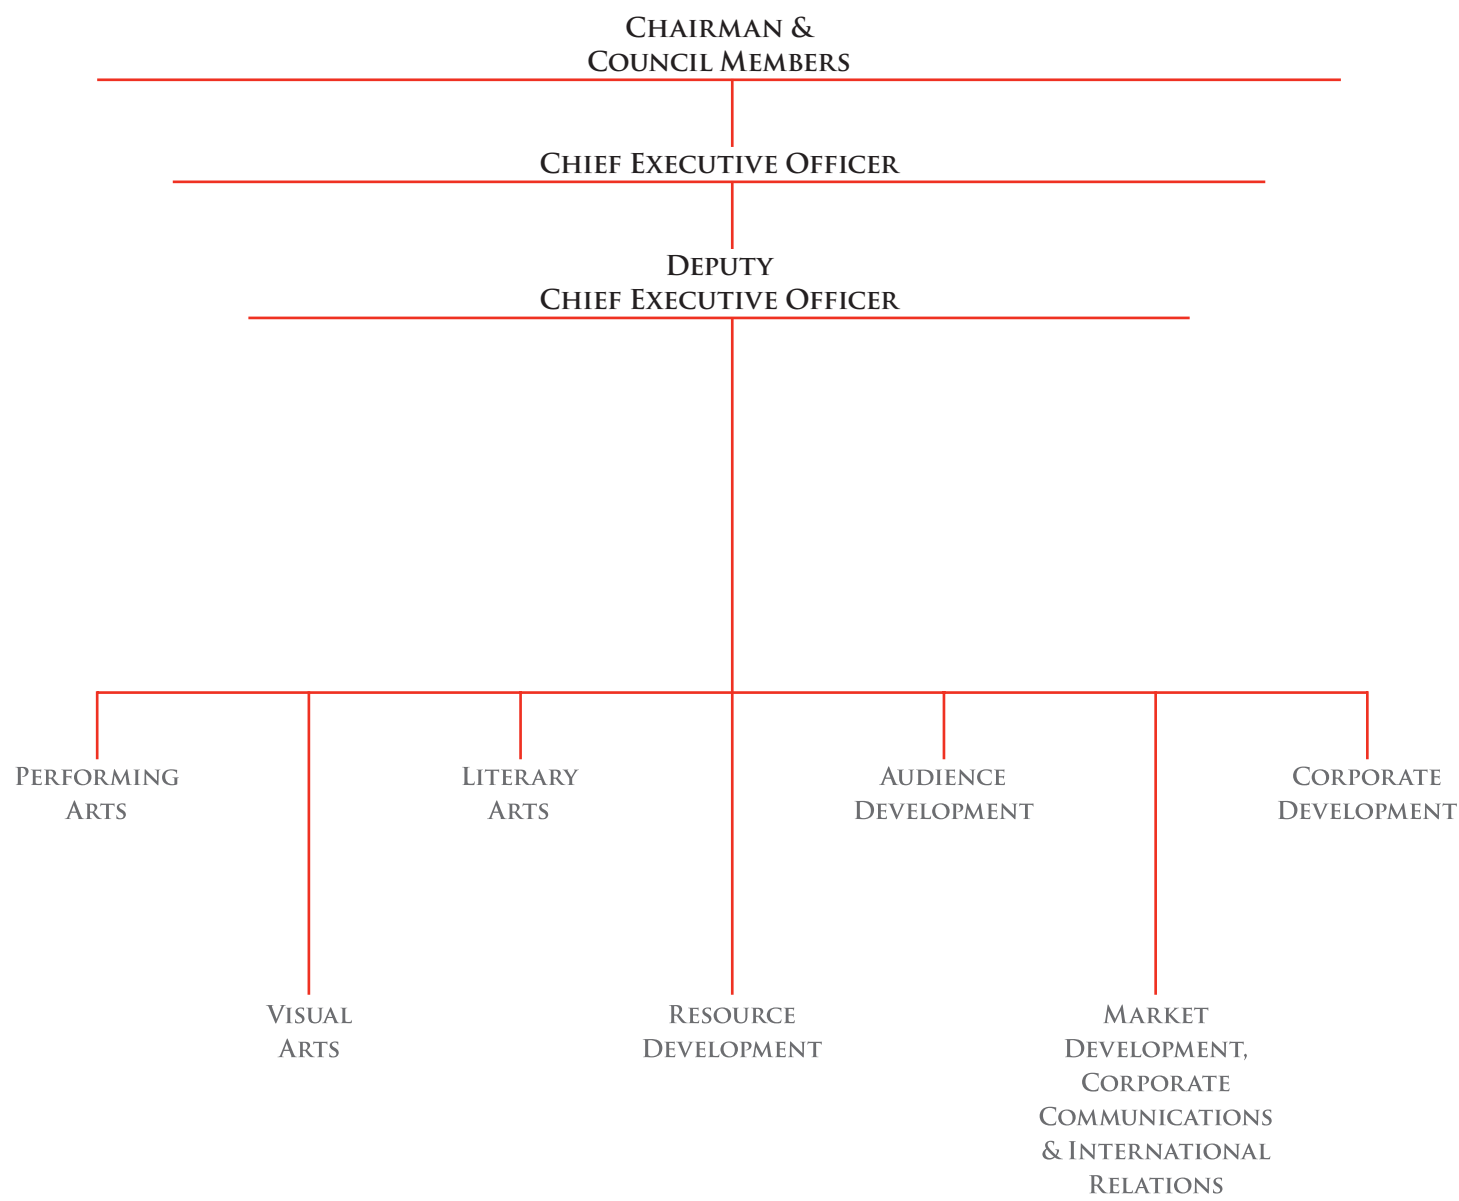 Chairman &
Council Members
Chief Executive Officer
Deputy
Chief Executive Officer
Performing
Arts
Literary
Arts
Audience
Development
Corporate
Development
Visual
Arts
Resource
Development
Market
Development,
Corporate
Communications
& International
Relations